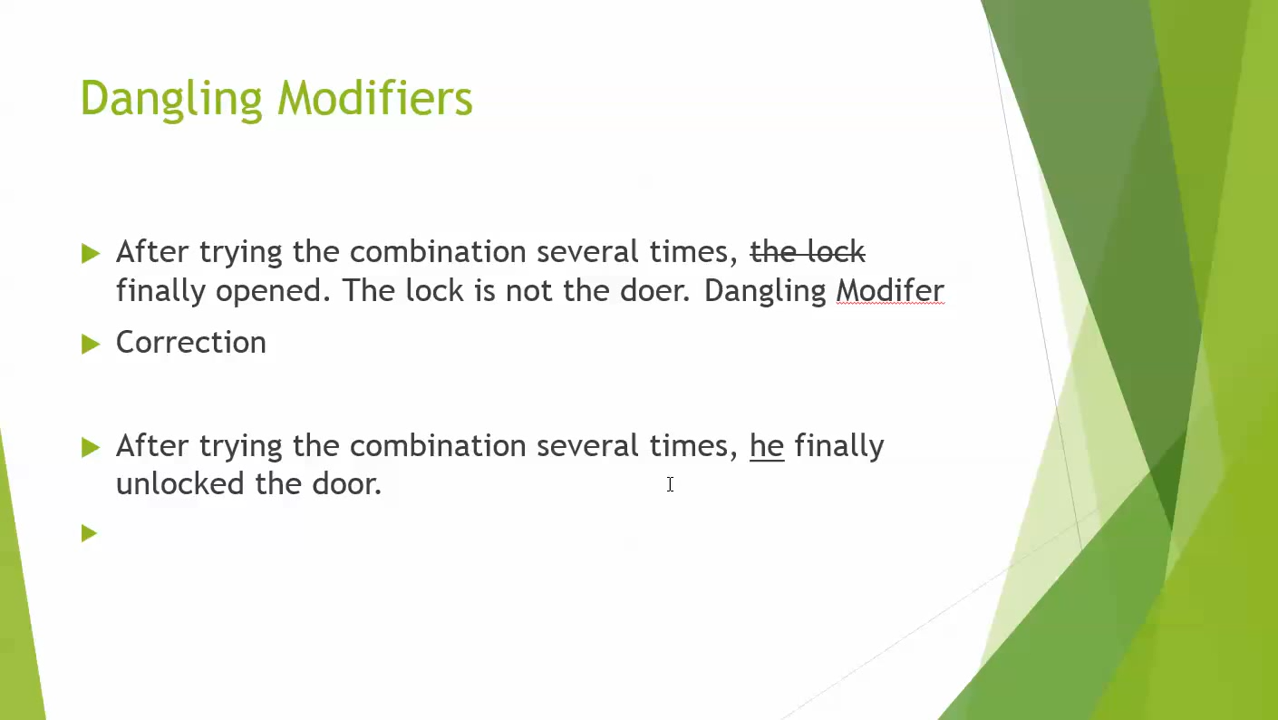 Dangling Modifiers
After trying the combination several times, the lock
finally opened. The lock is not the doer. Dangling Modifer
Correction
After trying the combination several times, he finally
unlocked the door.